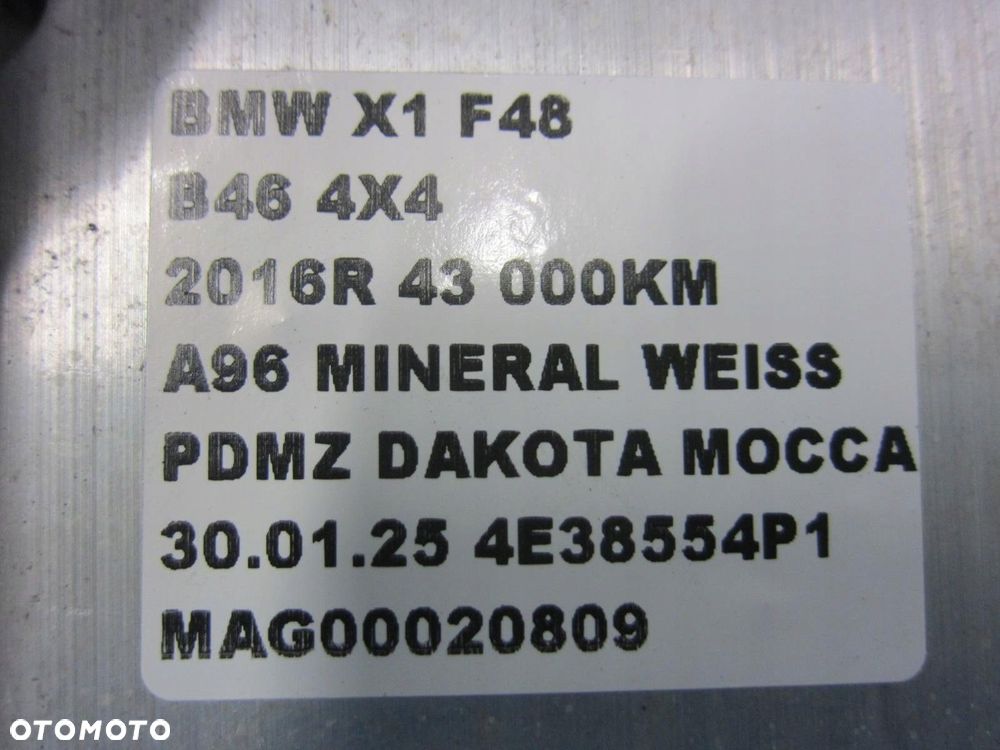 BMW X1 F48
B46 4X4
2016R 43 000KM
A96 MINERAL WEISS
PDMZ DAKOTA MOCCA
30.01.25 4E38554P1
MAG00020809
OTOMOTO